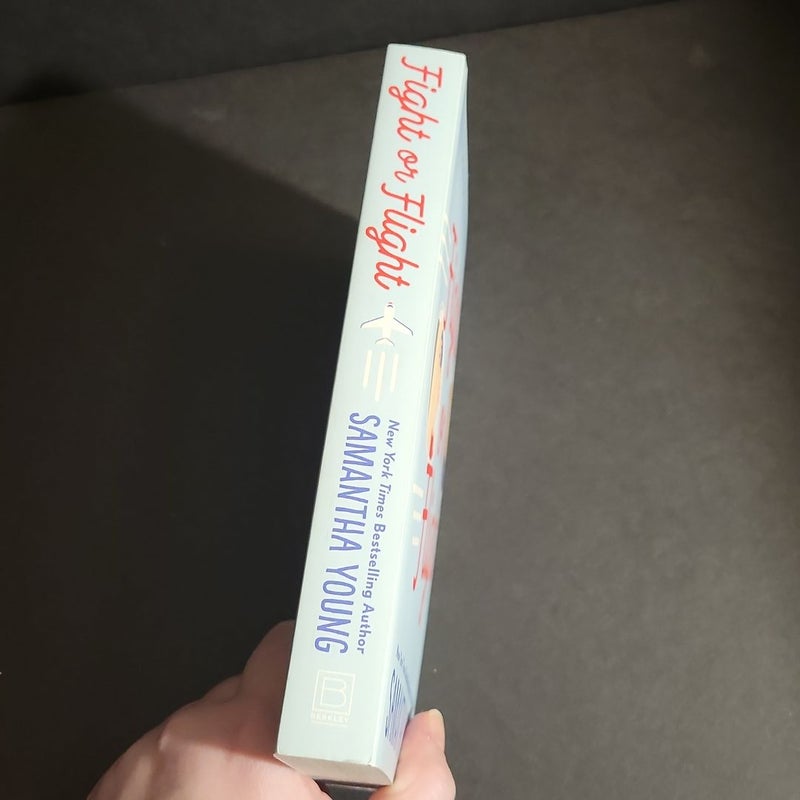 Fight or Flight
New York Times Bestselling Author
SAMANTHA YOUNG
B
BERKLEY